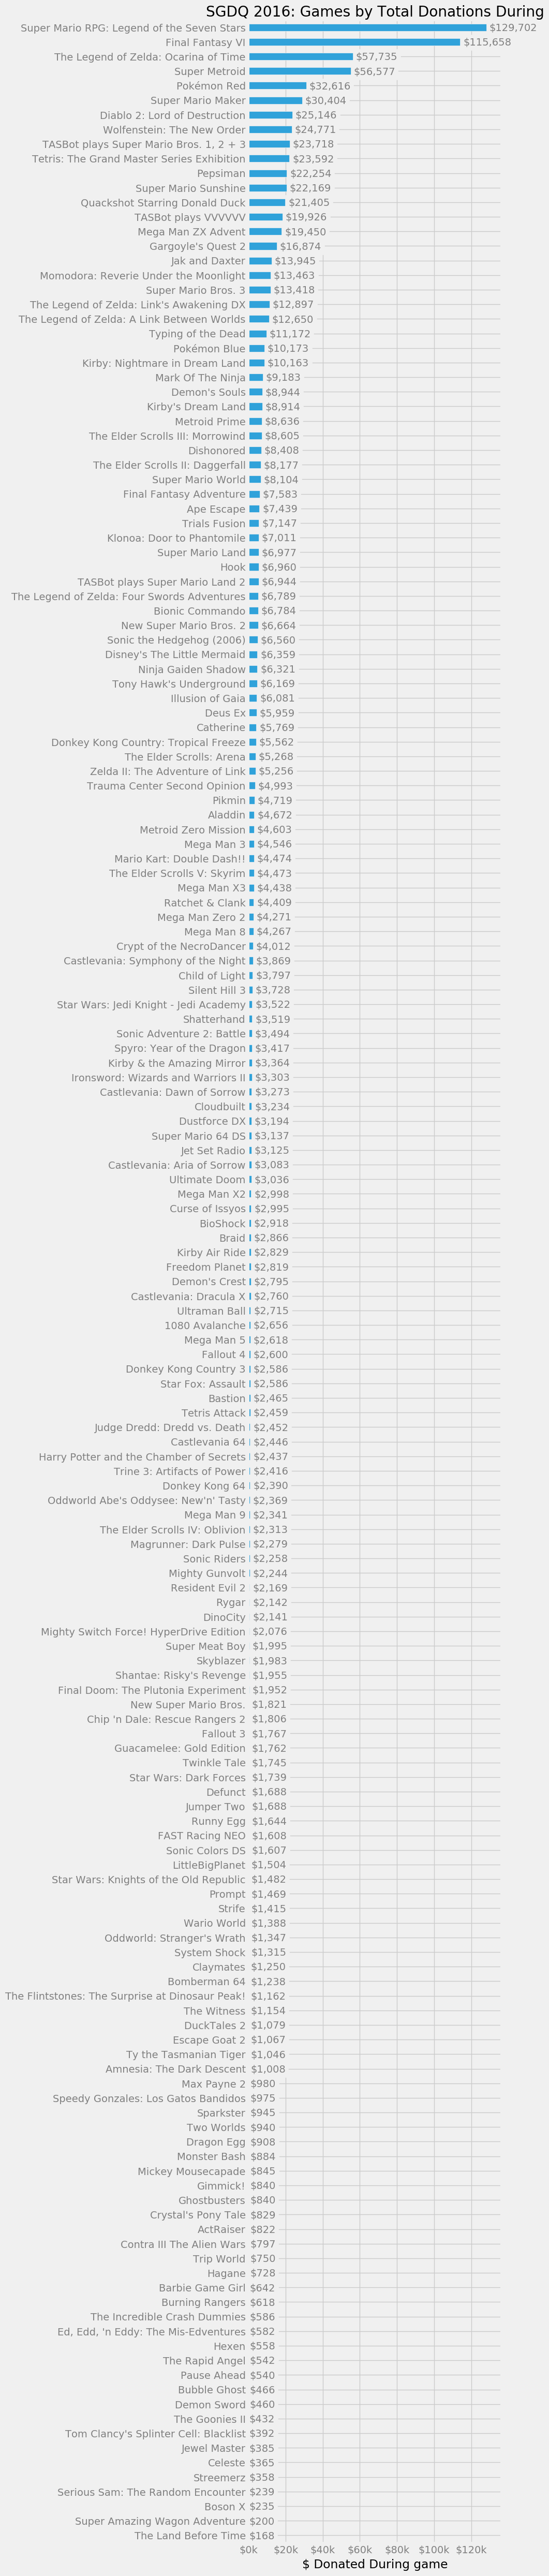 SGDQ 2016: Games by Total Donations During
Super Mario RPG: Legend of the Seven Stars $129,702
Final Fantasy VI $115,658
The Legend of Zelda: Ocarina of Time $57,735
Super Metroid $56,577
Pokémon Red $32,616
Super Mario Maker $30,404
Diablo 2: Lord of Destruction $25,146
Wolfenstein: The New Order $24,771
TASBot plays Super Mario Bros. 1, 2 + 3 $23,718
Tetris: The Grand Master Series Exhibition $23,592
Pepsiman $22,254
Super Mario Sunshine $22,169
Quackshot Starring Donald Duck $21,405
TASBot plays VVVVVV $19,926
Mega Man ZX Advent $19,450
Gargoyle's Quest 2 $16,874
Jak and Daxter $13,945
Momodora: Reverie Under the Moonlight $13,463
Super Mario Bros. 3 $13,418
The Legend of Zelda: Link's Awakening DX $12,897
The Legend of Zelda: A Link Between Worlds $12,650
Typing of the Dead $11,172
Pokémon Blue $10,173
Kirby: Nightmare in Dream Land $10,163
Mark Of The Ninja $9,183
Demon's Souls $8,944
Kirby's Dream Land $8,914
Metroid Prime $8,636
The Elder Scrolls III: Morrowind $8,605
Dishonored $8,408
The Elder Scrolls II: Daggerfall $8,177
Super Mario World $8,104
Final Fantasy Adventure $7,583
Ape Escape $7,439
Trials Fusion $7,147
Klonoa: Door to Phantomile $7,011
Super Mario Land $6,977
Hook $6,960
TASBot plays Super Mario Land 2 $6,944
The Legend of Zelda: Four Swords Adventures $6,789
Bionic Commando $6,784
New Super Mario Bros. 2 $6,664
Sonic the Hedgehog (2006) $6,560
Disney's The Little Mermaid $6,359
Ninja Gaiden Shadow $6,321
Tony Hawk's Underground $6,169
Illusion of Gaia $6,081
Deus Ex $5,959
Catherine $5,769
Donkey Kong Country: Tropical Freeze $5,562
The Elder Scrolls: Arena $5,268
Zelda II: The Adventure of Link $5,256
Trauma Center Second Opinion $4,993
Pikmin $4,719
Aladdin $4,672
Metroid Zero Mission $4,603
Mega Man 3 $4,546
Mario Kart: Double Dash!! $4,474
The Elder Scrolls V: Skyrim $4,473
Mega Man X3 $4,438
Ratchet & Clank $4,409
Mega Man Zero 2 $4,271
Mega Man 8 $4,267
Crypt of the NecroDancer $4,012
Castlevania: Symphony of the Night $3,869
Child of Light $3,797
Silent Hill 3 $3,728
Star Wars: Jedi Knight - Jedi Academy $3,522
Shatterhand $3,519
Sonic Adventure 2: Battle $3,494
Spyro: Year of the Dragon $3,417
Kirby & the Amazing Mirror $3,364
Ironsword: Wizards and Warriors II $3,303
Castlevania: Dawn of Sorrow $3,273
Cloudbuilt $3,234
Dustforce DX $3,194
Super Mario 64 DS $3,137
Jet Set Radio $3,125
Castlevania: Aria of Sorrow $3,083
Ultimate Doom $3,036
Mega Man X2 $2,998
Curse of Issyos $2,995
BioShock $2,918
Braid $2,866
Kirby Air Ride $2,829
Freedom Planet $2,819
Demon's Crest $2,795
Castlevania: Dracula X $2,760
Ultraman Ball $2,715
1080 Avalanche $2,656
Mega Man 5 $2,618
Fallout 4 $2,600
Donkey Kong Country 3 $2,586
Star Fox: Assault $2,586
Bastion $2,465
Tetris Attack $2,459
Judge Dredd: Dredd vs. Death $2,452
Castlevania 64 $2,446
Harry Potter and the Chamber of Secrets $2,437
Trine 3: Artifacts of Power $2,416
Donkey Kong 64 $2,390
Oddworld Abe's Oddysee: New'n' Tasty $2,369
Mega Man 9 $2,341
The Elder Scrolls IV: Oblivion $2,313
Magrunner: Dark Pulse $2,279
Sonic Riders $2,258
Mighty Gunvolt $2,244
Resident Evil 2 $2,169
Rygar $2,142
DinoCity $2,141
Mighty Switch Force! HyperDrive Edition $2,076
Super Meat Boy $1,995
Skyblazer $1,983
Shantae: Risky's Revenge $1,955
Final Doom: The Plutonia Experiment $1,952
New Super Mario Bros. $1,821
Chip 'n Dale: Rescue Rangers 2 $1,806
Fallout 3 $1,767
Guacamelee: Gold Edition $1,762
Twinkle Tale $1,745
Star Wars: Dark Forces $1,739
Defunct $1,688
Jumper Two $1,688
Runny Egg $1,644
FAST Racing NEO $1,608
Sonic Colors DS $1,607
LittleBigPlanet $1,504
Star Wars: Knights of the Old Republic $1,482
Prompt $1,469
Strife $1,415
Wario World $1,388
Oddworld: Stranger's Wrath $1,347
System Shock $1,315
Claymates $1,250
Bomberman 64 $1,238
The Flintstones: The Surprise at Dinosaur Peak! $1,162
The Witness $1,154
DuckTales 2 $1,079
Escape Goat 2 $1,067
Ty the Tasmanian Tiger $1,046
Amnesia: The Dark Descent $1,008
Max Payne 2 $980
Speedy Gonzales: Los Gatos Bandidos $975
Sparkster $945
Two Worlds $940
Dragon Egg $908
Monster Bash $884
Mickey Mousecapade $845
Gimmick! $840
Ghostbusters $840
Crystal's Pony Tale $829
ActRaiser $822
Contra III The Alien Wars $797
Trip World $750
Hagane $728
Barbie Game Girl $642
Burning Rangers $618
The Incredible Crash Dummies $586
Ed, Edd, 'n Eddy: The Mis-Edventures $582
Hexen $558
The Rapid Angel $542
Pause Ahead $540
Bubble Ghost $466
Demon Sword $460
The Goonies II $432
Tom Clancy's Splinter Cell: Blacklist $392
Jewel Master $385
Celeste $365
Streemerz $358
Serious Sam: The Random Encounter $239
Boson X $235
Super Amazing Wagon Adventure $200
The Land Before Time $168
$0k $20k $40k $60k $80k $100k $120k
$ Donated During game